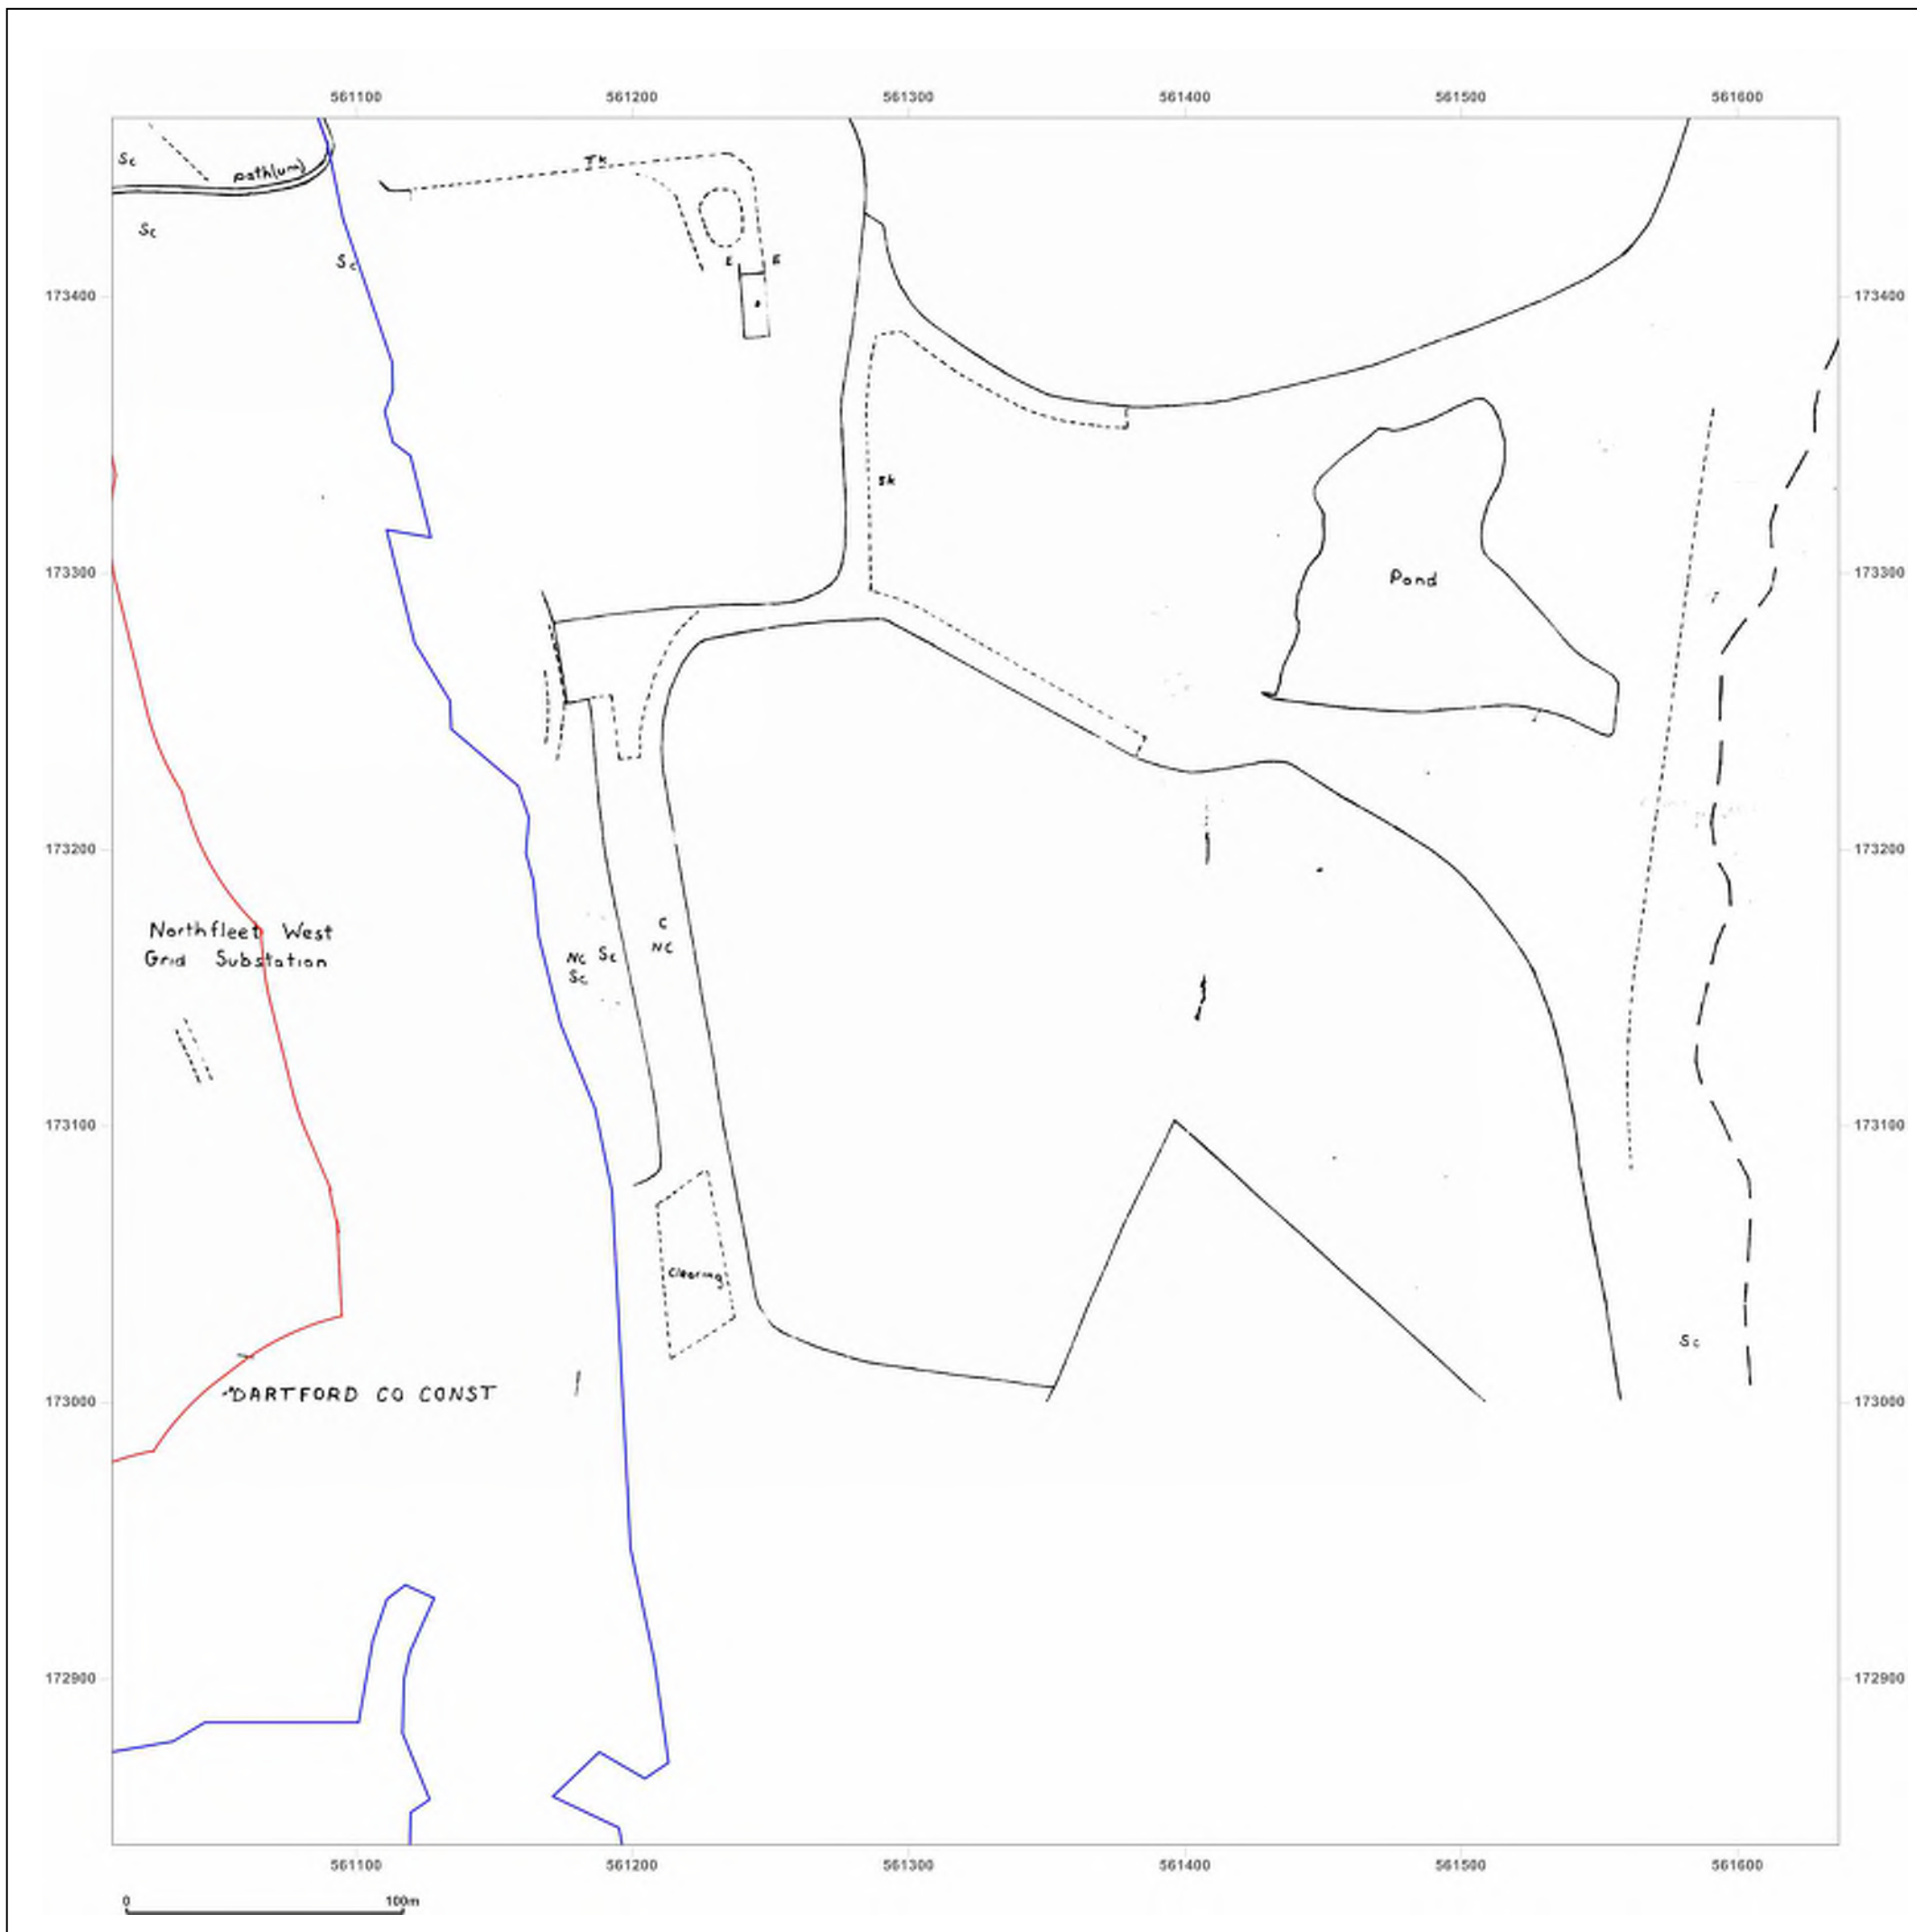 561100 561200 561300 561400 561500 561600
Sc
path(um)
Tk
Sc
Sc
E E
173400 173400
Sk
173300 173300
Pond
173200 173200
Northfleet West
Grid Substation
C
NC
NC Sc
Sc
173100 173100
Clearing
Sc
DARTFORD CO CONST
173000 173000
172900 172900
561100 561200 561300 561400 561500 561600
0 100m